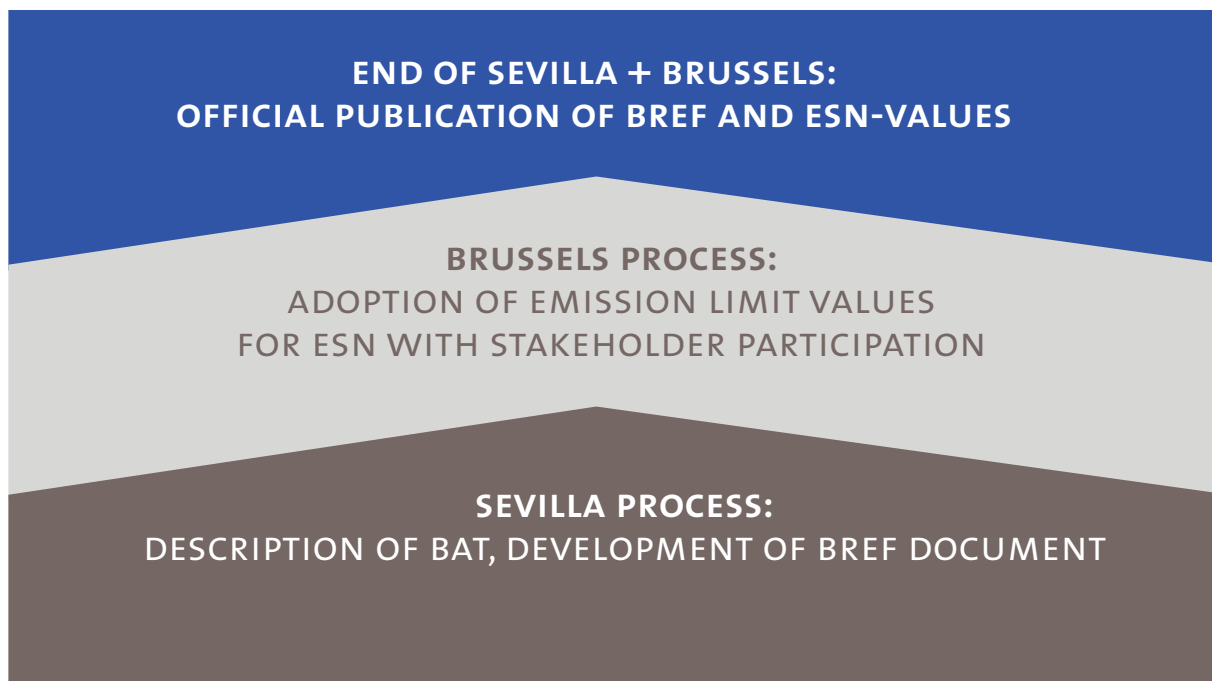 END OF SEVILLA + BRUSSELS:
OFFICIAL PUBLICATION OF BREF AND ESN-VALUES
BRUSSELS PROCESS:
ADOPTION OF EMISSION LIMIT VALUES
FOR ESN WITH STAKEHOLDER PARTICIPATION
SEVILLA PROCESS:
DESCRIPTION OF BAT, DEVELOPMENT OF BREF DOCUMENT